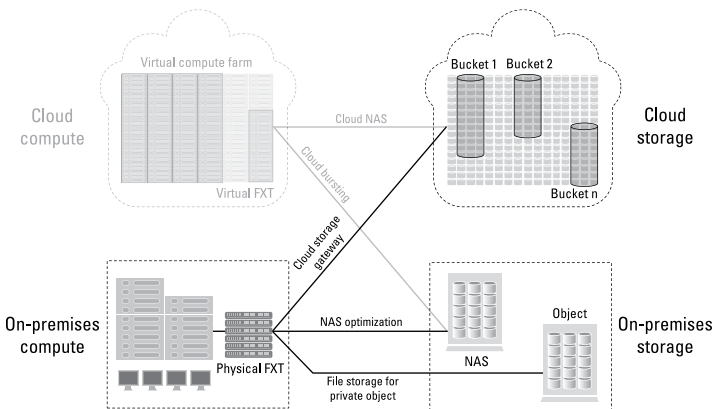 Virtual compute farm
Bucket 1
Bucket 2
Cloud
compute
Cloud NAS
Cloud
storage
Virtual FXT
Bucket n
Cloud bursting
Cloud storage
gateway
On-premises
compute
NAS optimization
Object
On-premises
storage
Physical FXT
NAS
File storage for
private object